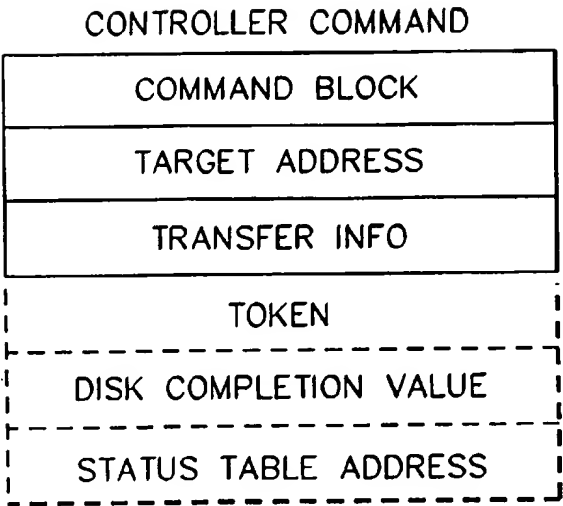 CONTROLLER COMMAND
COMMAND BLOCK
TARGET ADDRESS
TRANSFER INFO
TOKEN
DISK COMPLETION VALUE
STATUS TABLE ADDRESS